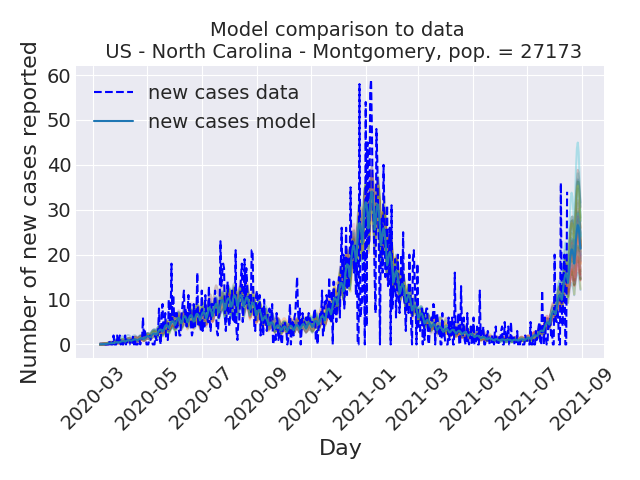 Model comparison to data
US - North Carolina - Montgomery, pop. = 27173
Number of new cases reported
60
50
40
30
20
10
0
new cases data
new cases model
2020-03
2020-05
2020-07
2020-09
2020-11
2021-01
2021-03
2021-05
2021-07
2021-09
Day